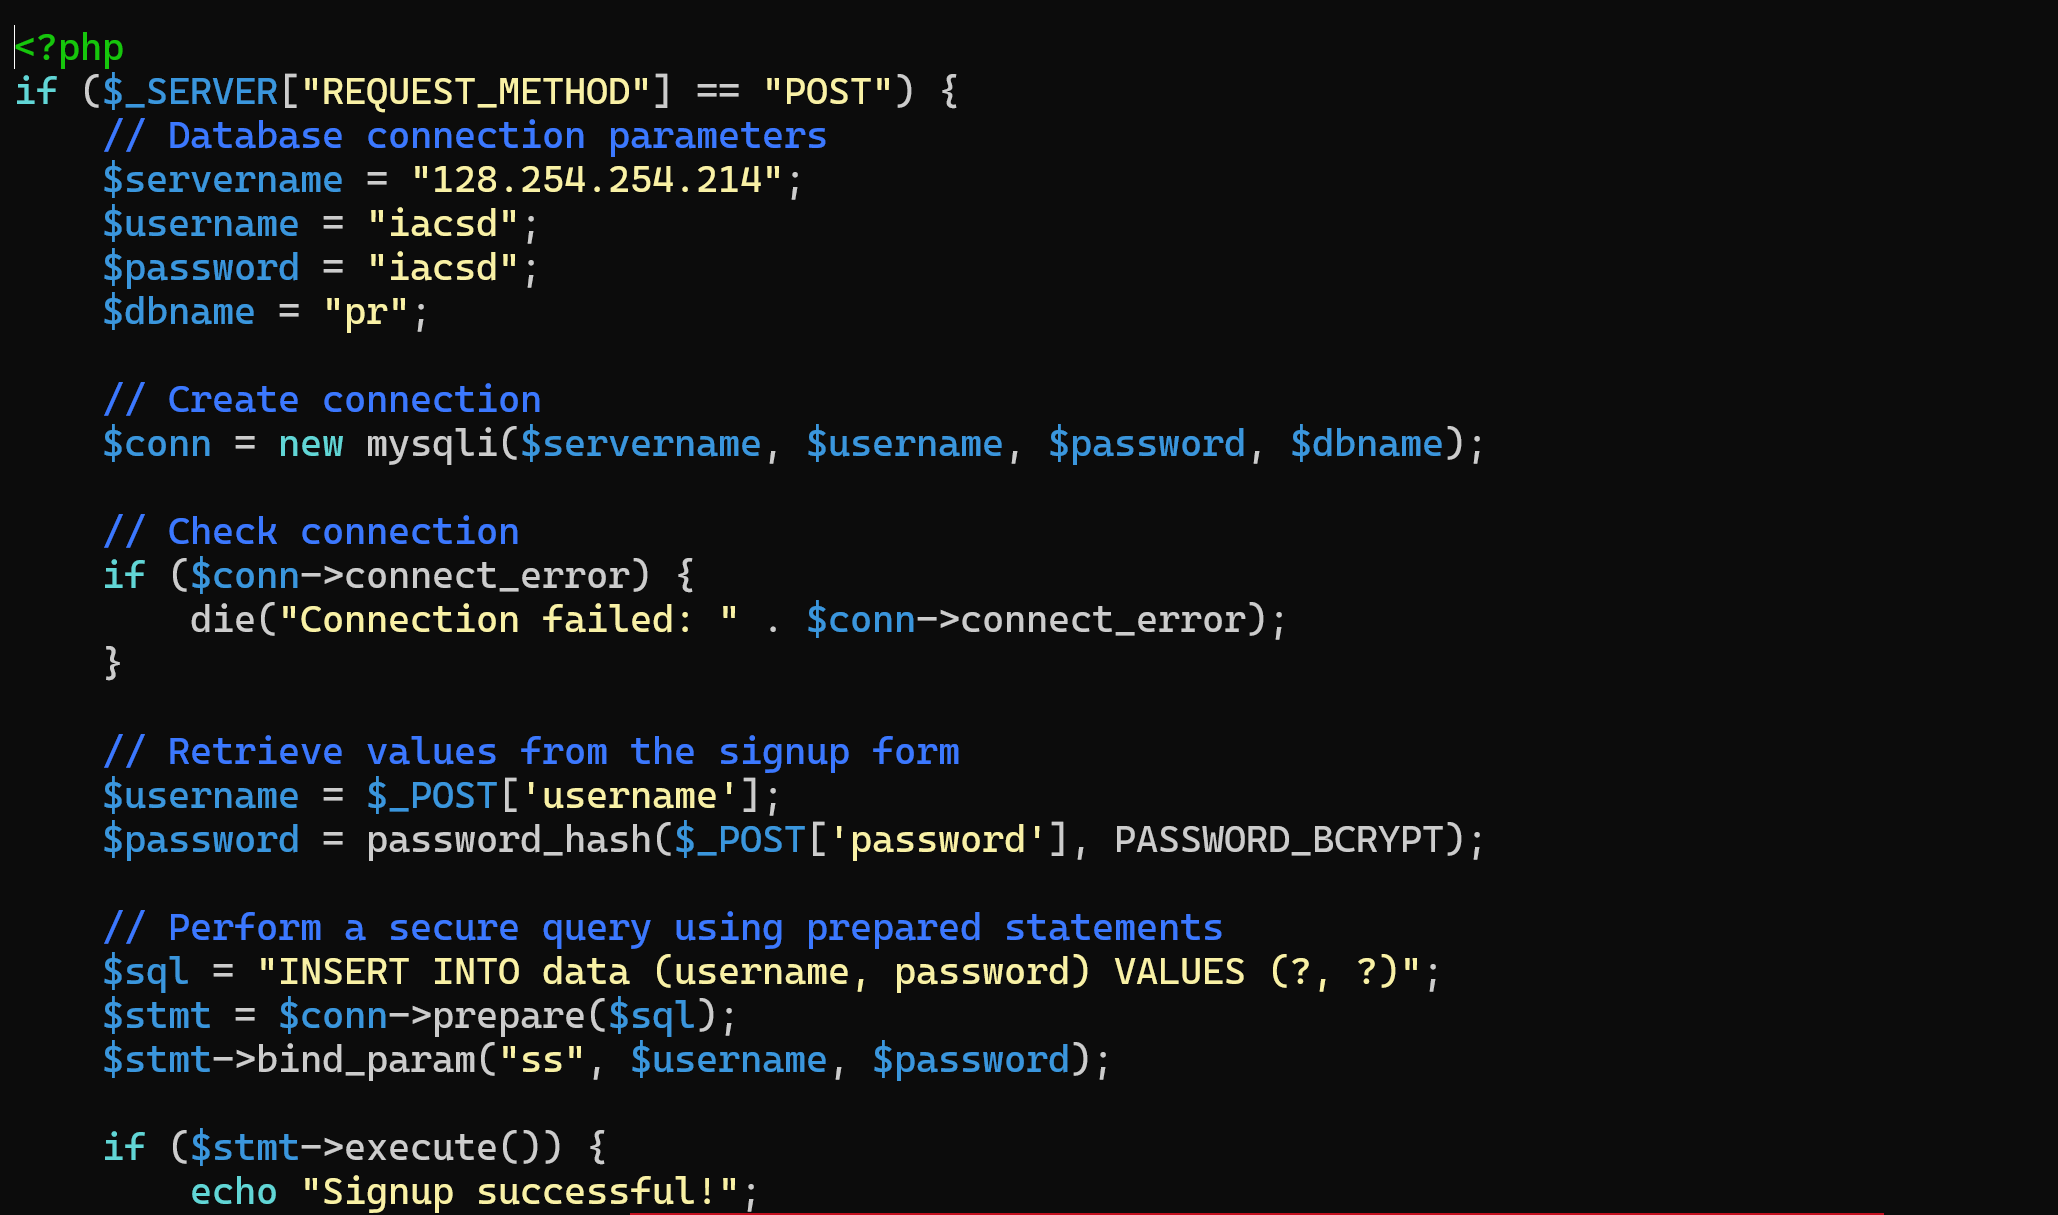 <?php
if ($_SERVER["REQUEST_METHOD"] == "POST") {
    // Database connection parameters
    $servername = "128.254.254.214";
    $username = "iacsd";
    $password = "iacsd";
    $dbname = "pr";

    // Create connection
    $conn = new mysqli($servername, $username, $password, $dbname);

    // Check connection
    if ($conn->connect_error) {
        die("Connection failed: " . $conn->connect_error);
    }

    // Retrieve values from the signup form
    $username = $_POST['username'];
    $password = password_hash($_POST['password'], PASSWORD_BCRYPT);

    // Perform a secure query using prepared statements
    $sql = "INSERT INTO data (username, password) VALUES (?, ?)";
    $stmt = $conn->prepare($sql);
    $stmt->bind_param("ss", $username, $password);

    if ($stmt->execute()) {
        echo "Signup successful!";